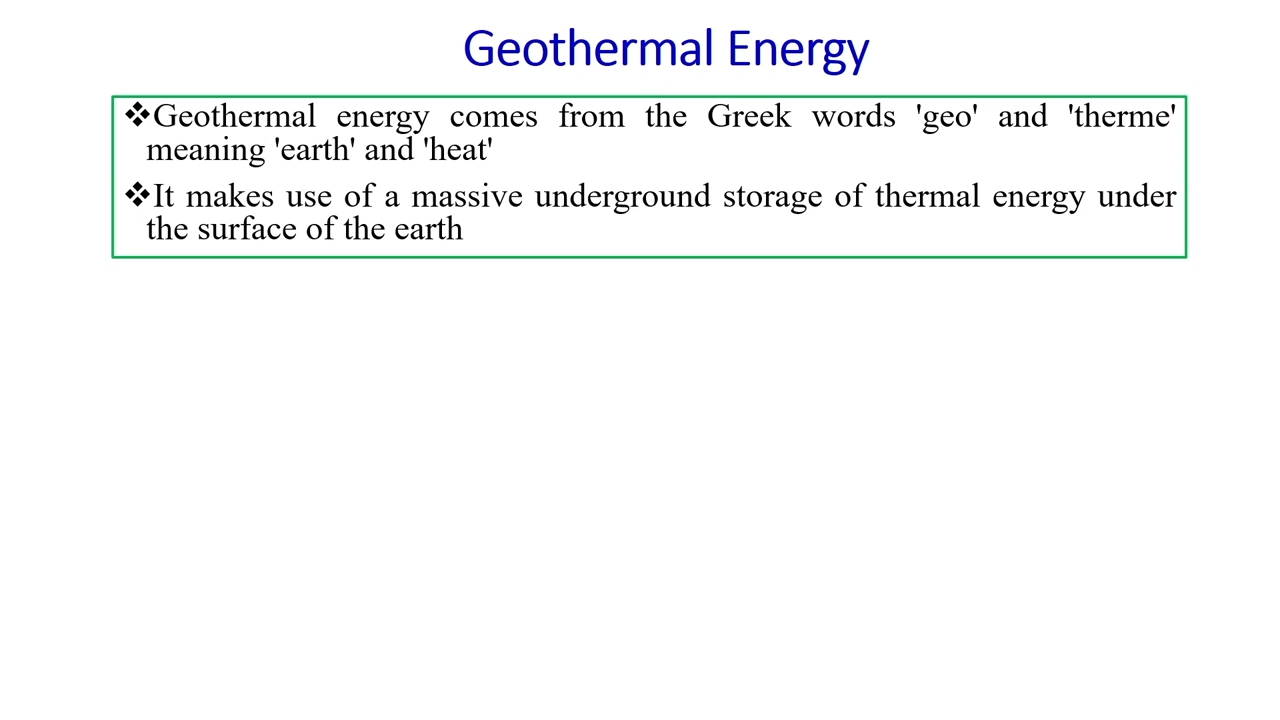 Geothermal Energy
❖Geothermal energy comes from the Greek words 'geo' and 'therme'
meaning 'earth' and 'heat'
❖It makes use of a massive underground storage of thermal energy under
the surface of the earth